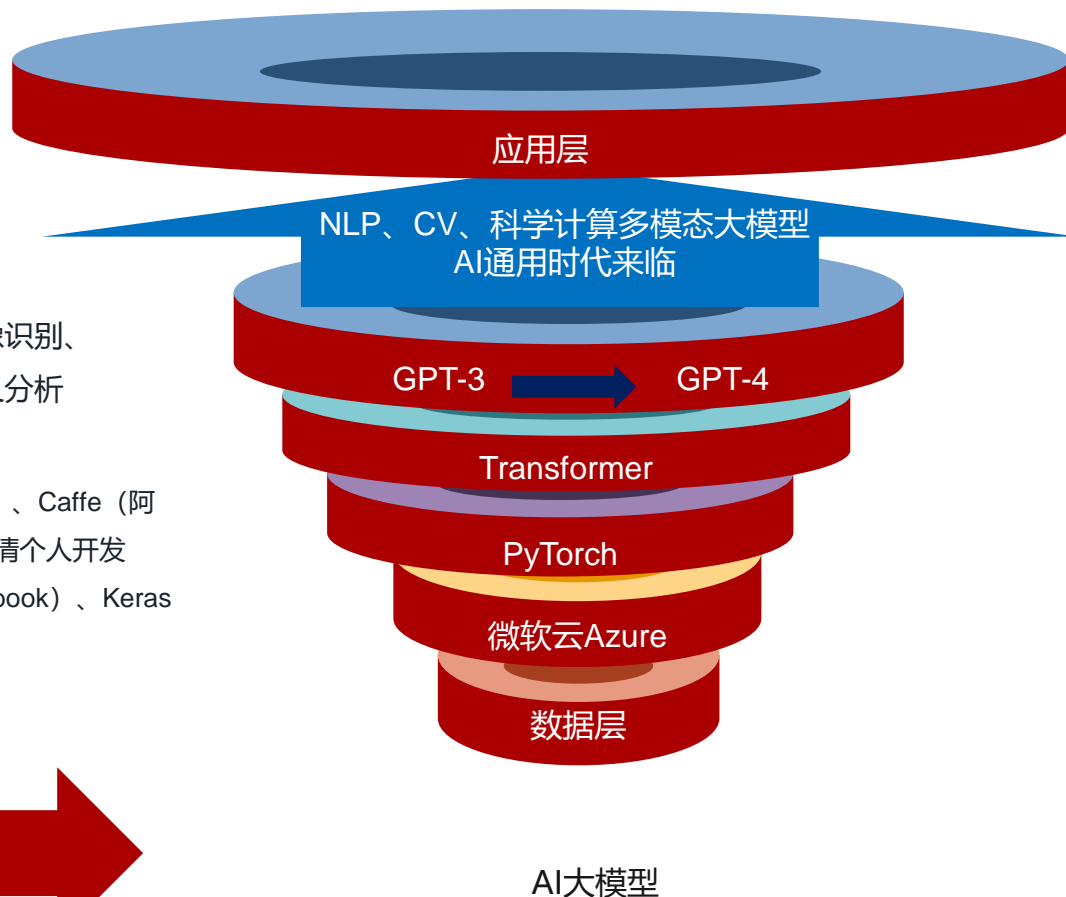 应用层
NLP、CV、科学计算多模态大模型
AI通用时代来临
识别、
分析
GPT-3
GPT-4
Transformer
、Caffe（阿
情个人开发
PyTorch
book）、Keras
微软云Azure
数据层
AI大模型